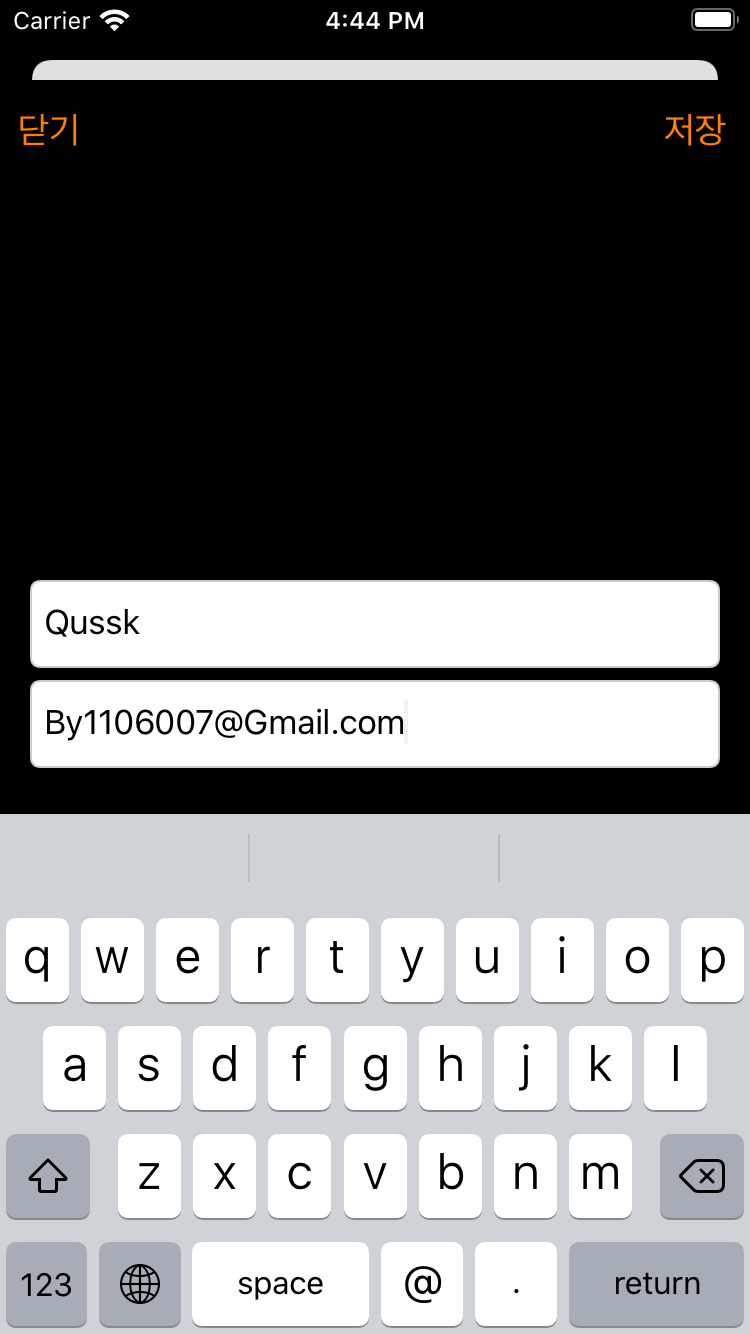 Carrier 4:44 PM
닫기 저장
Qussk
By1106007@Gmail.com
q w e r t y u i o p
a s d f g h j k l
z x c v b n m
123 space @ . return